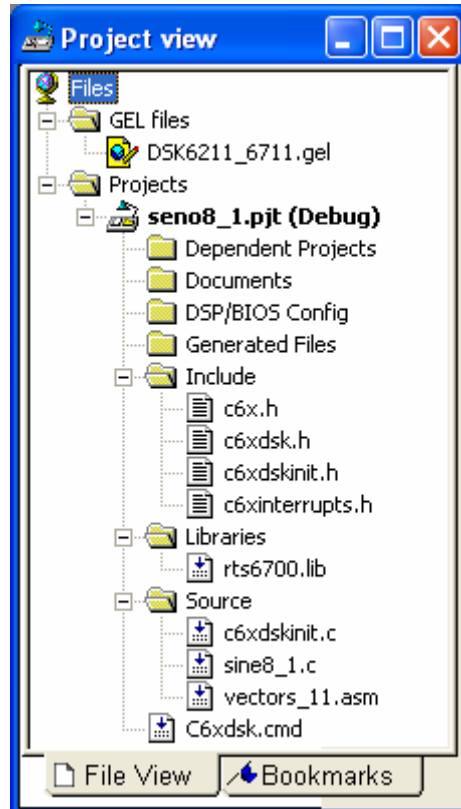 Project view
Files
GEL files
DSK6211_6711.gel
Projects
seno8_1.pjt (Debug)
Dependent Projects
Documents
DSP/BIOS Config
Generated Files
Include
c6x.h
c6xdsk.h
c6xdskinit.h
c6xinterrupts.h
Libraries
rts6700.lib
Source
c6xdskinit.c
sine8_1.c
vectors_11.asm
C6xdsk.cmd
File View Bookmarks